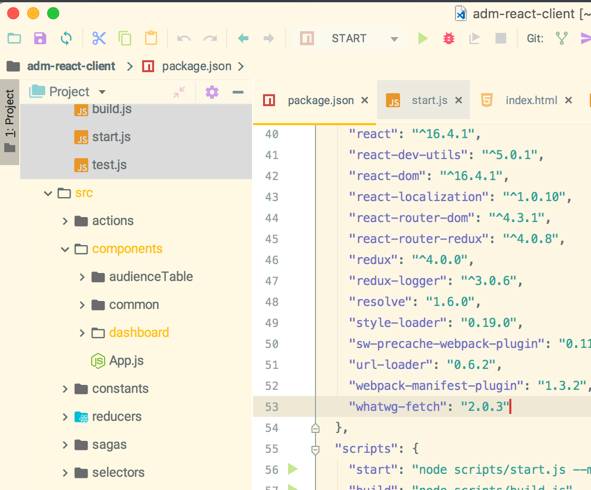 adm-react-client [~
START
Git:
adm-react-client
package.json
1: Project
Project
package.json
start.js
index.html
build.js
start.js
test.js
src
actions
components
audienceTable
common
dashboard
App.js
constants
reducers
sagas
selectors
40 "react": "^16.4.1",
41 "react-dev-utils": "^5.0.1",
42 "react-dom": "^16.4.1",
43 "react-localization": "^1.0.10",
44 "react-router-dom": "^4.3.1",
45 "react-router-redux": "^4.0.8",
46 "redux": "^4.0.0",
47 "redux-logger": "^3.0.6",
48 "resolve": "1.6.0",
49 "style-loader": "0.19.0",
50 "sw-precache-webpack-plugin": "0.11
51 "url-loader": "0.6.2",
52 "webpack-manifest-plugin": "1.3.2",
53 "whatwg-fetch": "2.0.3"
54 },
55 "scripts": {
56 "start": "node scripts/start.js --m
57 "build": "node scripts/build.js"